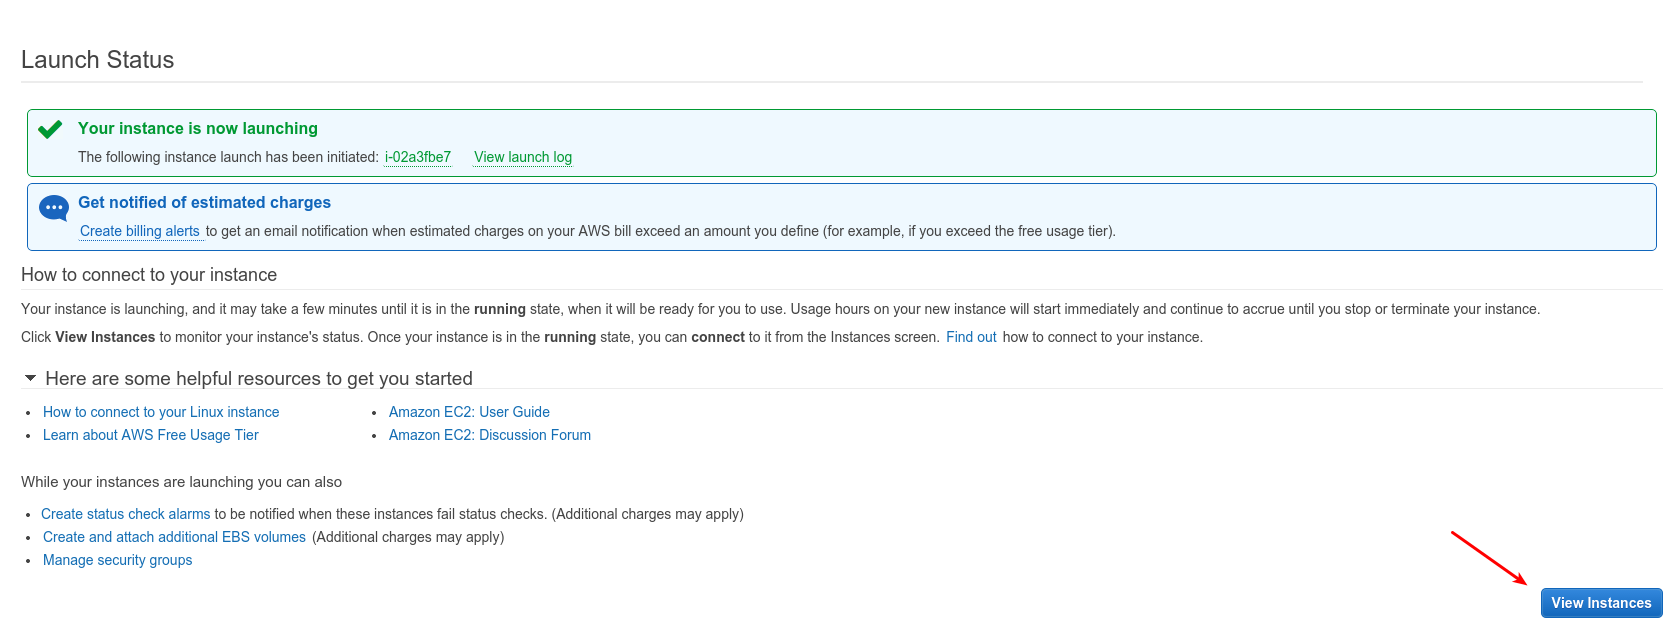 Launch Status
Your instance is now launching
The following instance launch has been initiated: i-02a3fbe7 View launch log
Get notified of estimated charges
Create billing alerts to get an email notification when estimated charges on your AWS bill exceed an amount you define (for example, if you exceed the free usage tier).
How to connect to your instance
Your instance is launching, and it may take a few minutes until it is in the running state, when it will be ready for you to use. Usage hours on your new instance will start immediately and continue to accrue until you stop or terminate your instance.
Click View Instances to monitor your instance's status. Once your instance is in the running state, you can connect to it from the Instances screen. Find out how to connect to your instance.
Here are some helpful resources to get you started
How to connect to your Linux instance
Learn about AWS Free Usage Tier
Amazon EC2: User Guide
Amazon EC2: Discussion Forum
While your instances are launching you can also
Create status check alarms to be notified when these instances fail status checks. (Additional charges may apply)
Create and attach additional EBS volumes (Additional charges may apply)
Manage security groups
View Instances